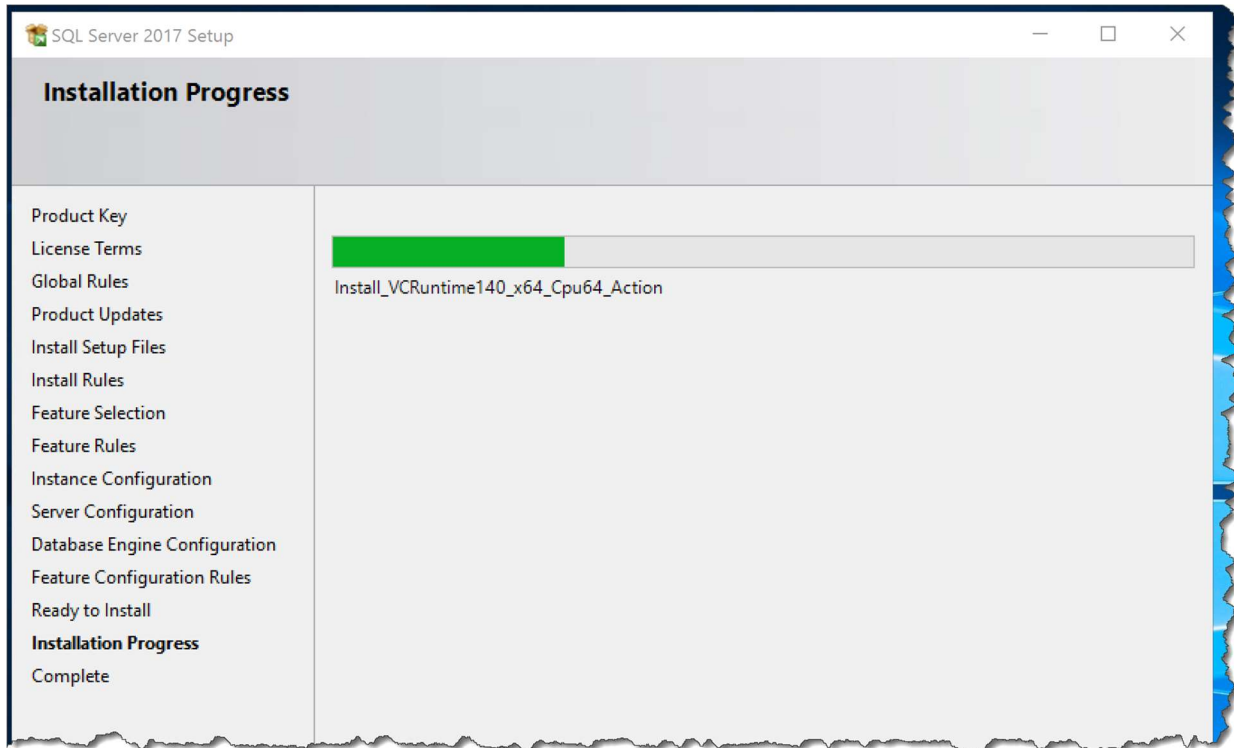 SQL Server 2017 Setup
Installation Progress
Product Key
License Terms
Global Rules
Product Updates
Install Setup Files
Install Rules
Feature Selection
Feature Rules
Instance Configuration
Server Configuration
Database Engine Configuration
Feature Configuration Rules
Ready to Install
Installation Progress
Complete
Install_VCRuntime140_x64_Cpu64_Action